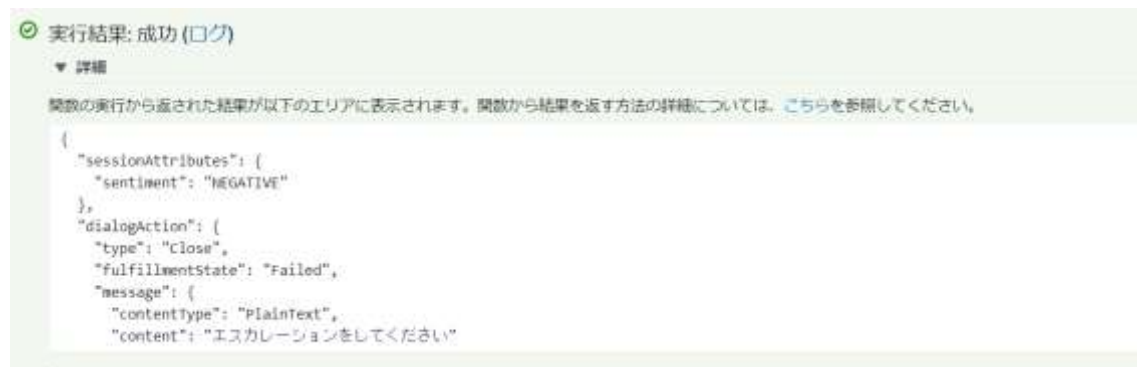 実行結果: 成功 (ログ)
▼ 詳細
関数の実行から返された結果が以下のエリアに表示されます。関数から結果を返す方法の詳細については、こちらを参照してください。
{
  "sessionAttributes": {
    "sentiment": "NEGATIVE"
  },
  "dialogAction": {
    "type": "Close",
    "fulfillmentState": "Failed",
    "message": {
      "contentType": "PlainText",
      "content": "エスカレーションをしてください"